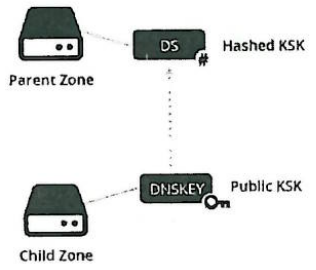 DS
#
Hashed KSK
Parent Zone
DNSKEY
Public KSK
Child Zone